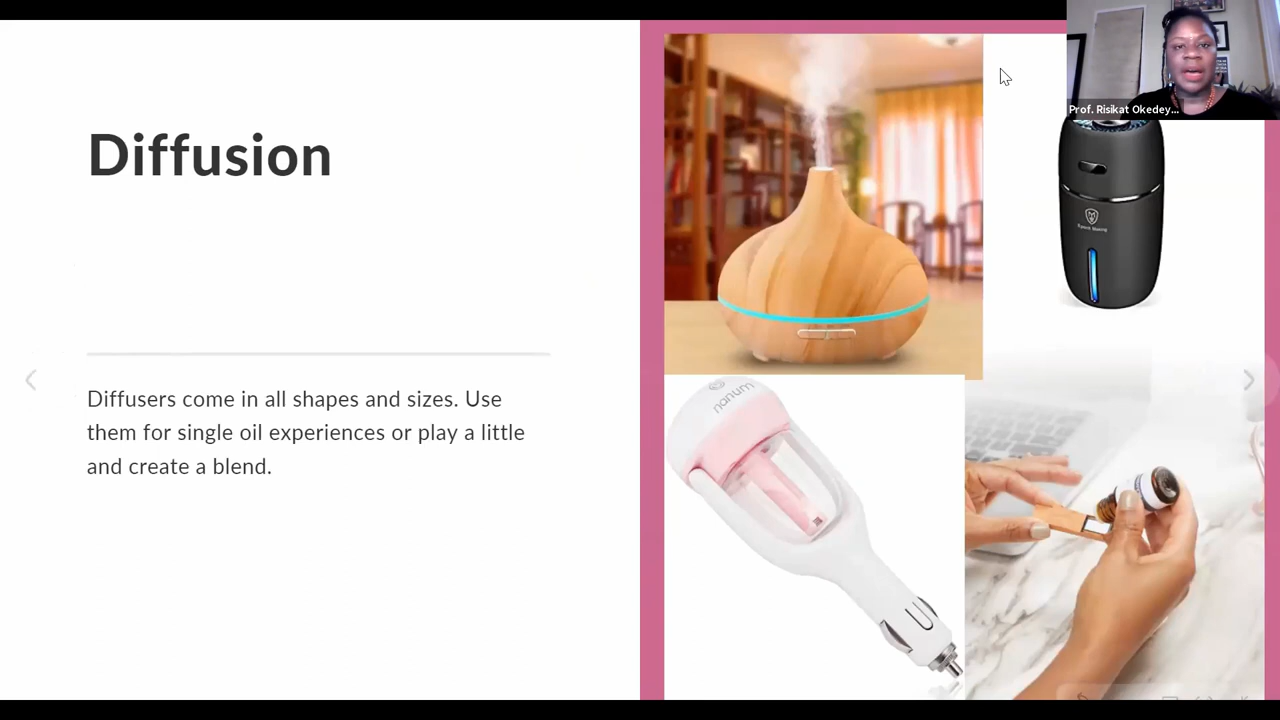 Diffusion
Diffusers come in all shapes and sizes. Use
them for single oil experiences or play a little
and create a blend.
Prof. Risikat Okedey...
nanum